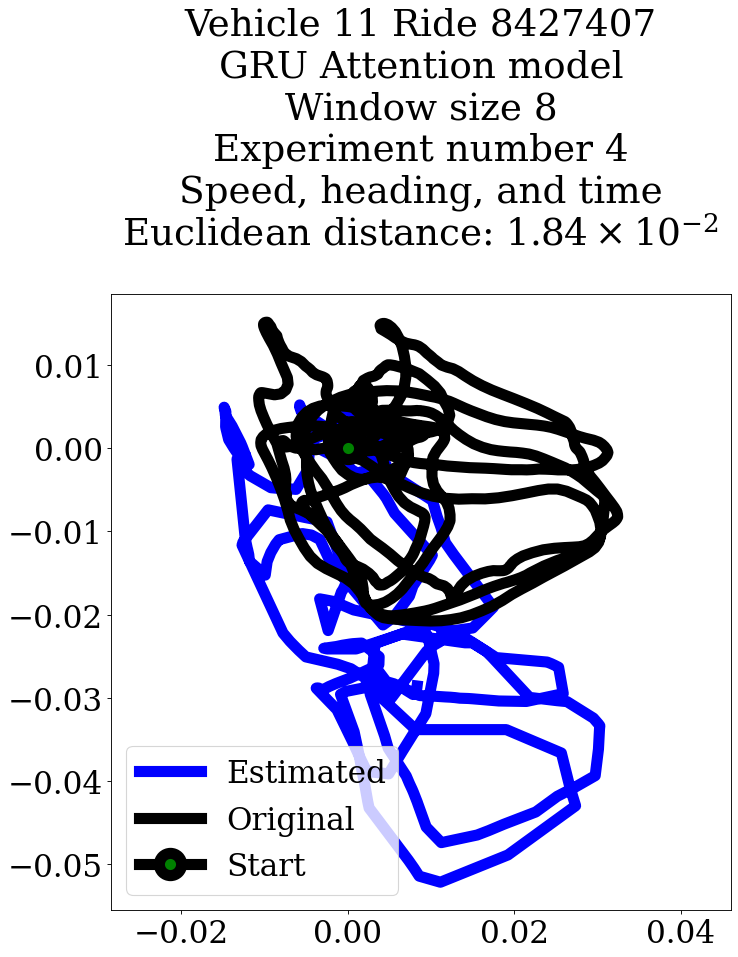 Vehicle 11 Ride 8427407
GRU Attention model
Window size 8
Experiment number 4
Speed, heading, and time
Euclidean distance: 1.84 × 10⁻²
0.01
0.00
−0.01
−0.02
−0.03
−0.04
−0.05
Estimated
Original
Start
−0.02 0.00 0.02 0.04